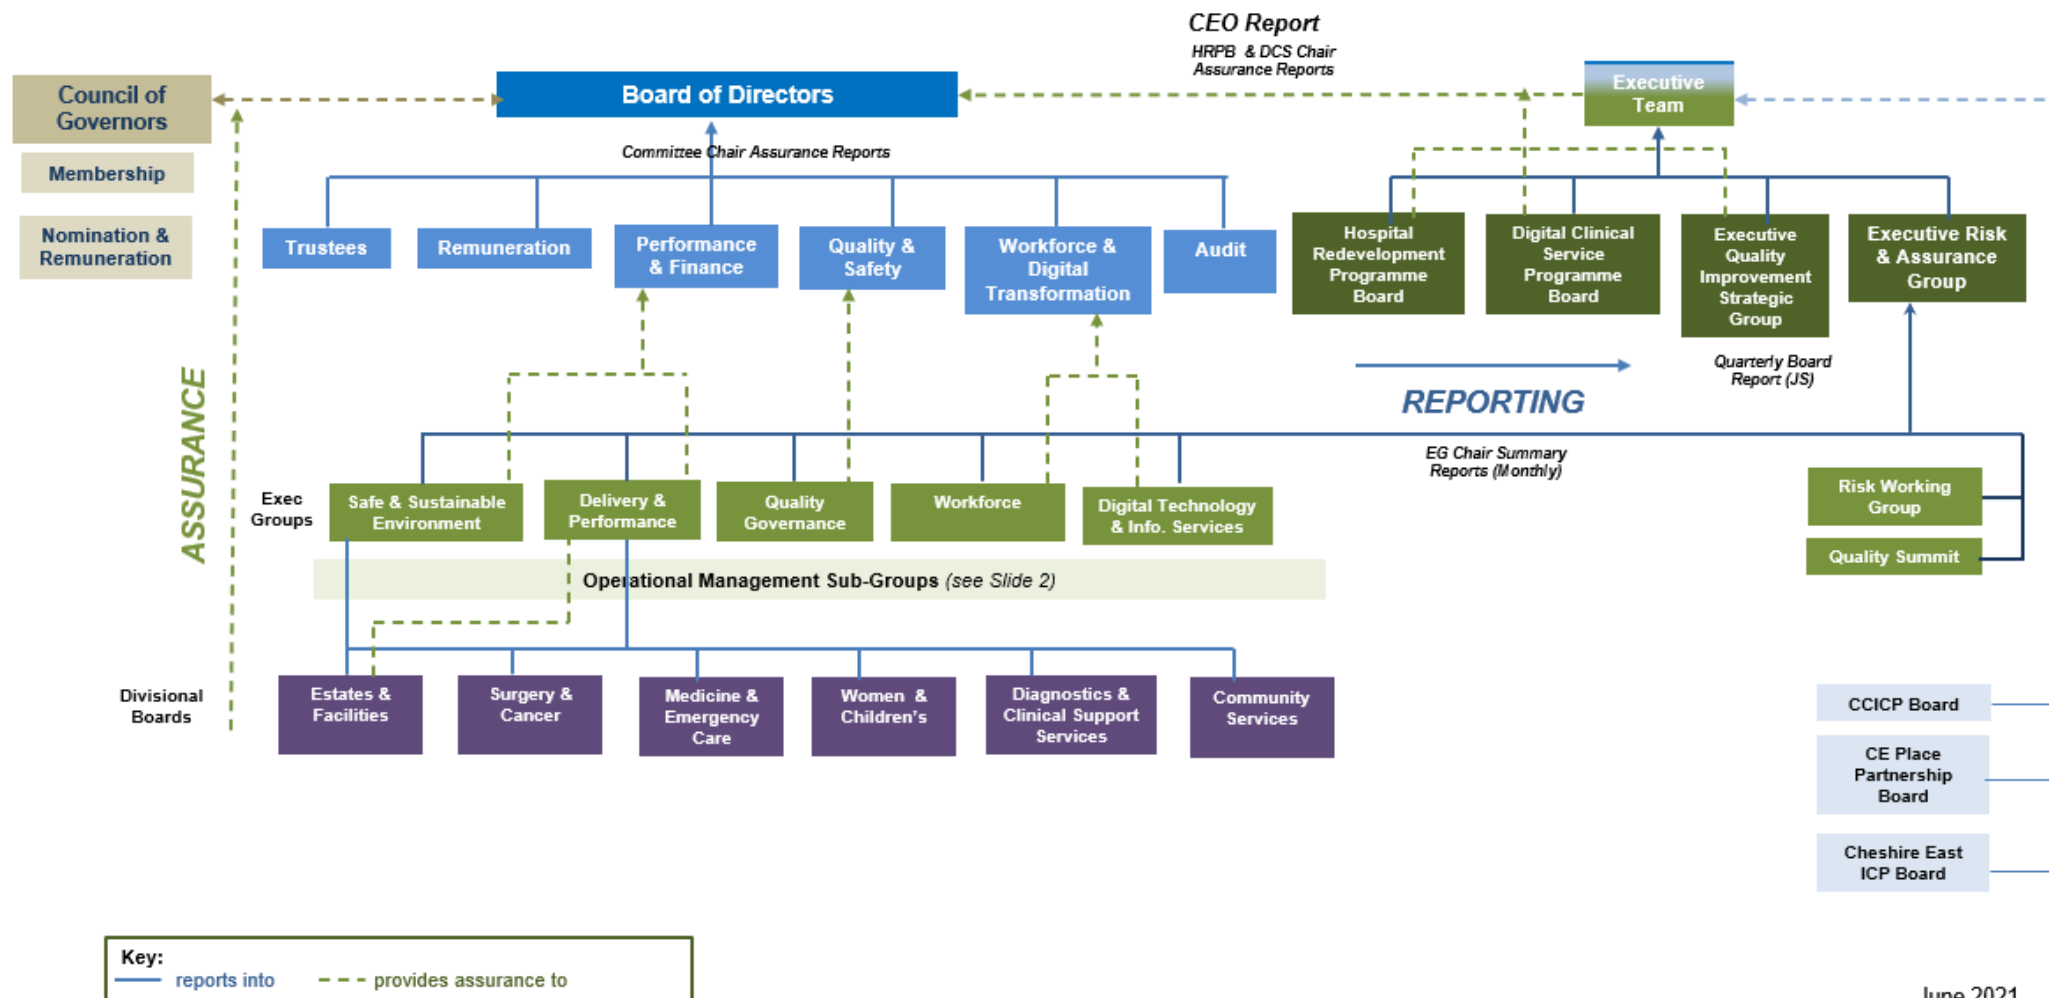 CEO Report
HRPB & DCS Chair
Assurance Reports
Council of
Governors
Board of Directors
Executive
Team
Committee Chair Assurance Reports
Membership
Nomination &
Remuneration
Trustees
Remuneration
Performance
& Finance
Quality &
Safety
Workforce &
Digital
Transformation
Audit
Hospital
Redevelopment
Programme
Board
Digital Clinical
Service
Programme
Board
Executive
Quality
Improvement
Strategic
Group
Executive Risk
& Assurance
Group
ASSURANCE
REPORTING
Quarterly Board
Report (JS)
EG Chair Summary
Reports (Monthly)
Exec
Groups
Safe & Sustainable
Environment
Delivery &
Performance
Quality
Governance
Workforce
Digital Technology
& Info. Services
Risk Working
Group
Quality Summit
Operational Management Sub-Groups (see Slide 2)
Divisional
Boards
Estates &
Facilities
Surgery &
Cancer
Medicine &
Emergency
Care
Women &
Children's
Diagnostics &
Clinical Support
Services
Community
Services
CCICP Board
CE Place
Partnership
Board
Cheshire East
ICP Board
Key:
reports into
provides assurance to
June 2021